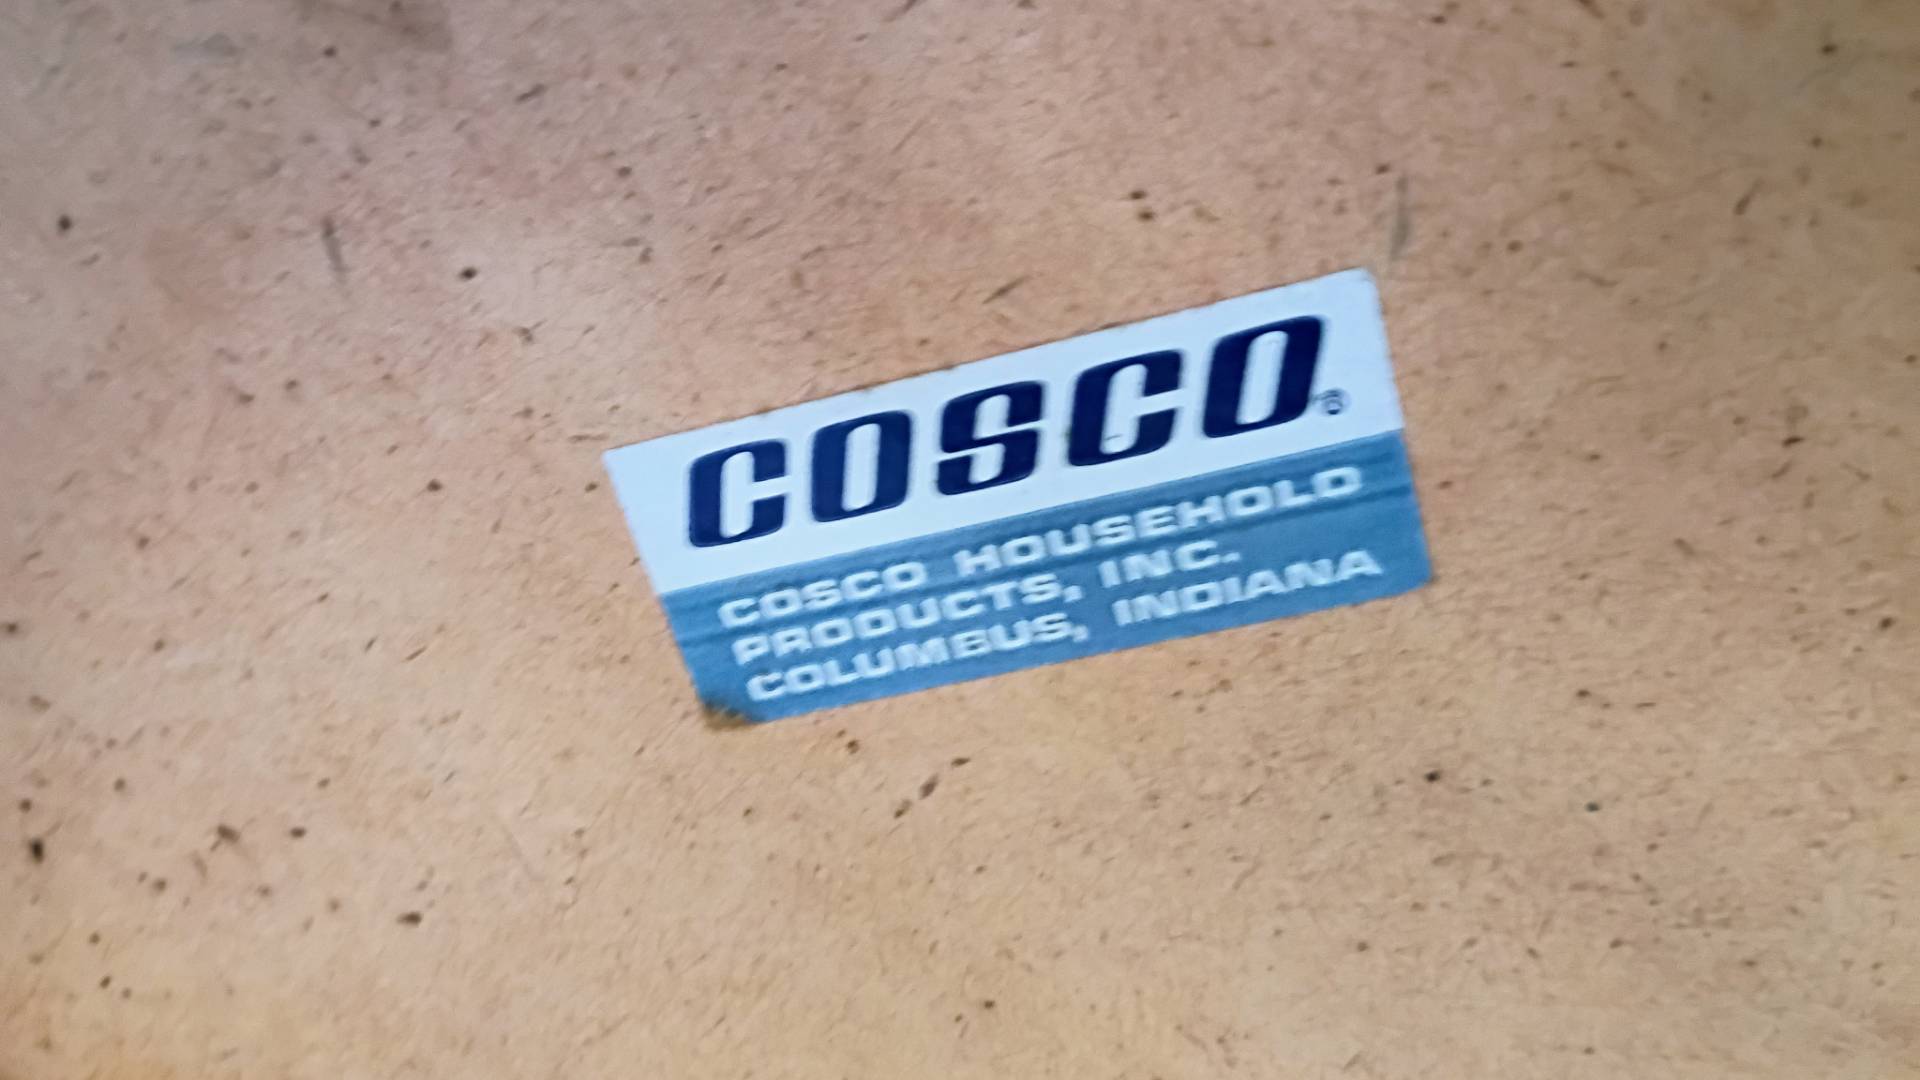 COSCO®
COSCO HOUSEHOLD
PRODUCTS, INC.
COLUMBUS, INDIANA